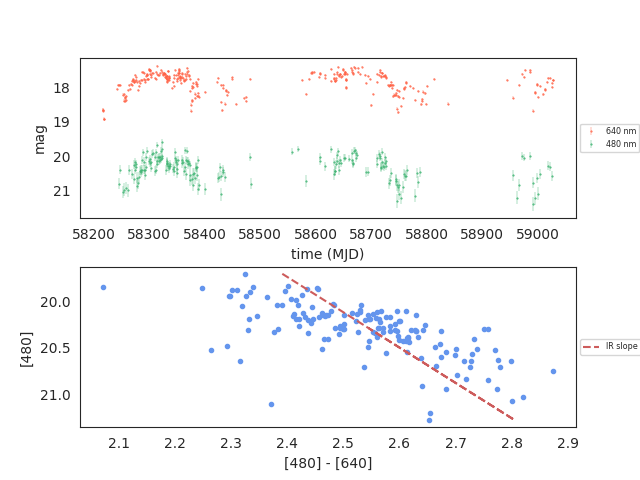 18
19
20
21
mag
58200 58300 58400 58500 58600 58700 58800 58900 59000
time (MJD)
640 nm
480 nm
20.0
20.5
21.0
[480]
2.1 2.2 2.3 2.4 2.5 2.6 2.7 2.8 2.9
[480] - [640]
IR slope